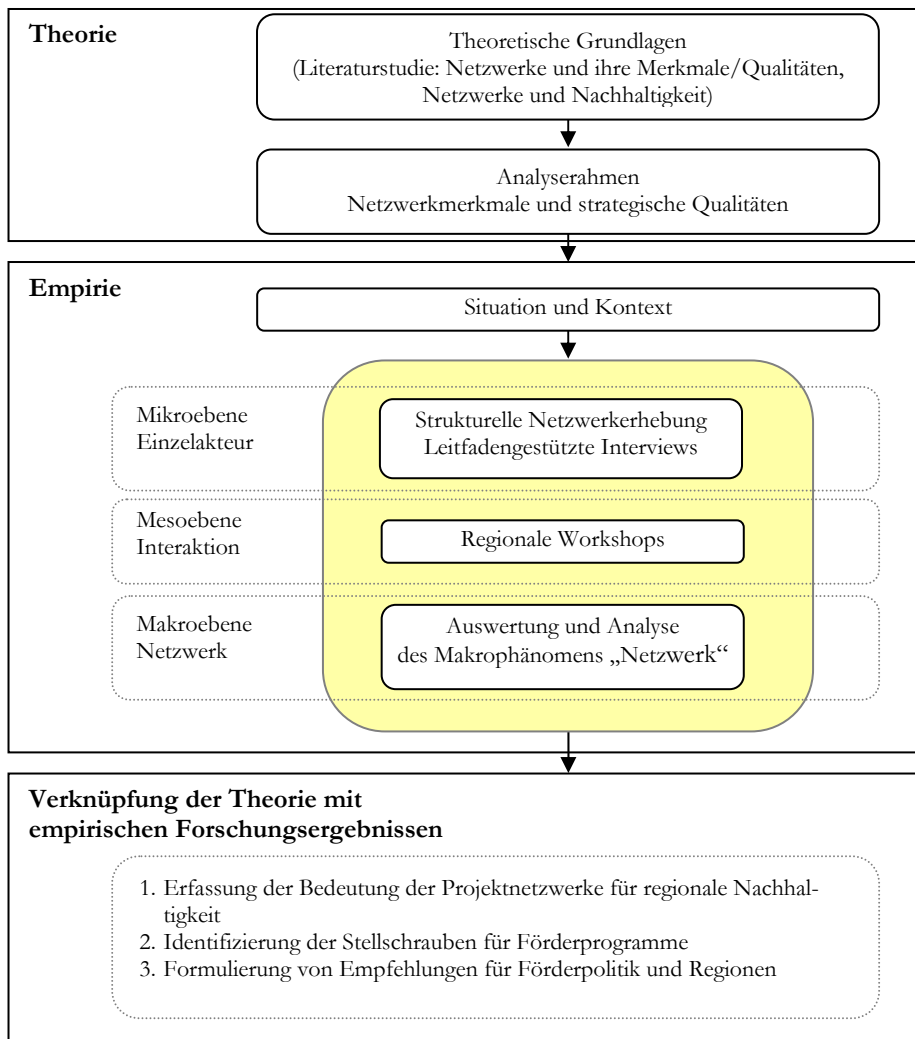 Theorie
Theoretische Grundlagen
(Literaturstudie: Netzwerke und ihre Merkmale/Qualitäten,
Netzwerke und Nachhaltigkeit)
Analyserahmen
Netzwerkmerkmale und strategische Qualitäten
Empirie
Situation und Kontext
Mikroebene
Einzelakteur
Strukturelle Netzwerkerhebung
Leitfadengestützte Interviews
Mesoebene
Interaktion
Regionale Workshops
Makroebene
Netzwerk
Auswertung und Analyse
des Makrophänomens „Netzwerk“
Verknüpfung der Theorie mit
empirischen Forschungsergebnissen
1. Erfassung der Bedeutung der Projektnetzwerke für regionale Nachhal-
tigkeit
2. Identifizierung der Stellschrauben für Förderprogramme
3. Formulierung von Empfehlungen für Förderpolitik und Regionen